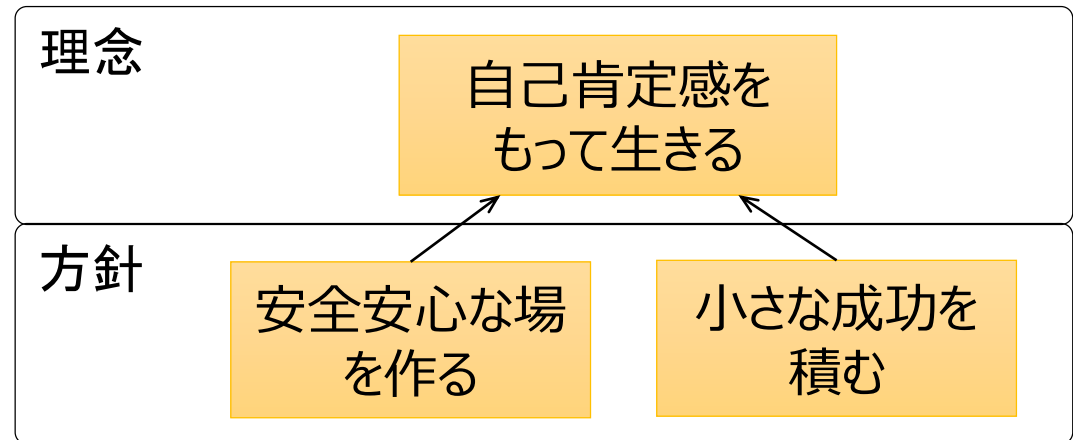 理念
自己肯定感を
もって生きる
方針
安全安心な場
を作る
小さな成功を
積む